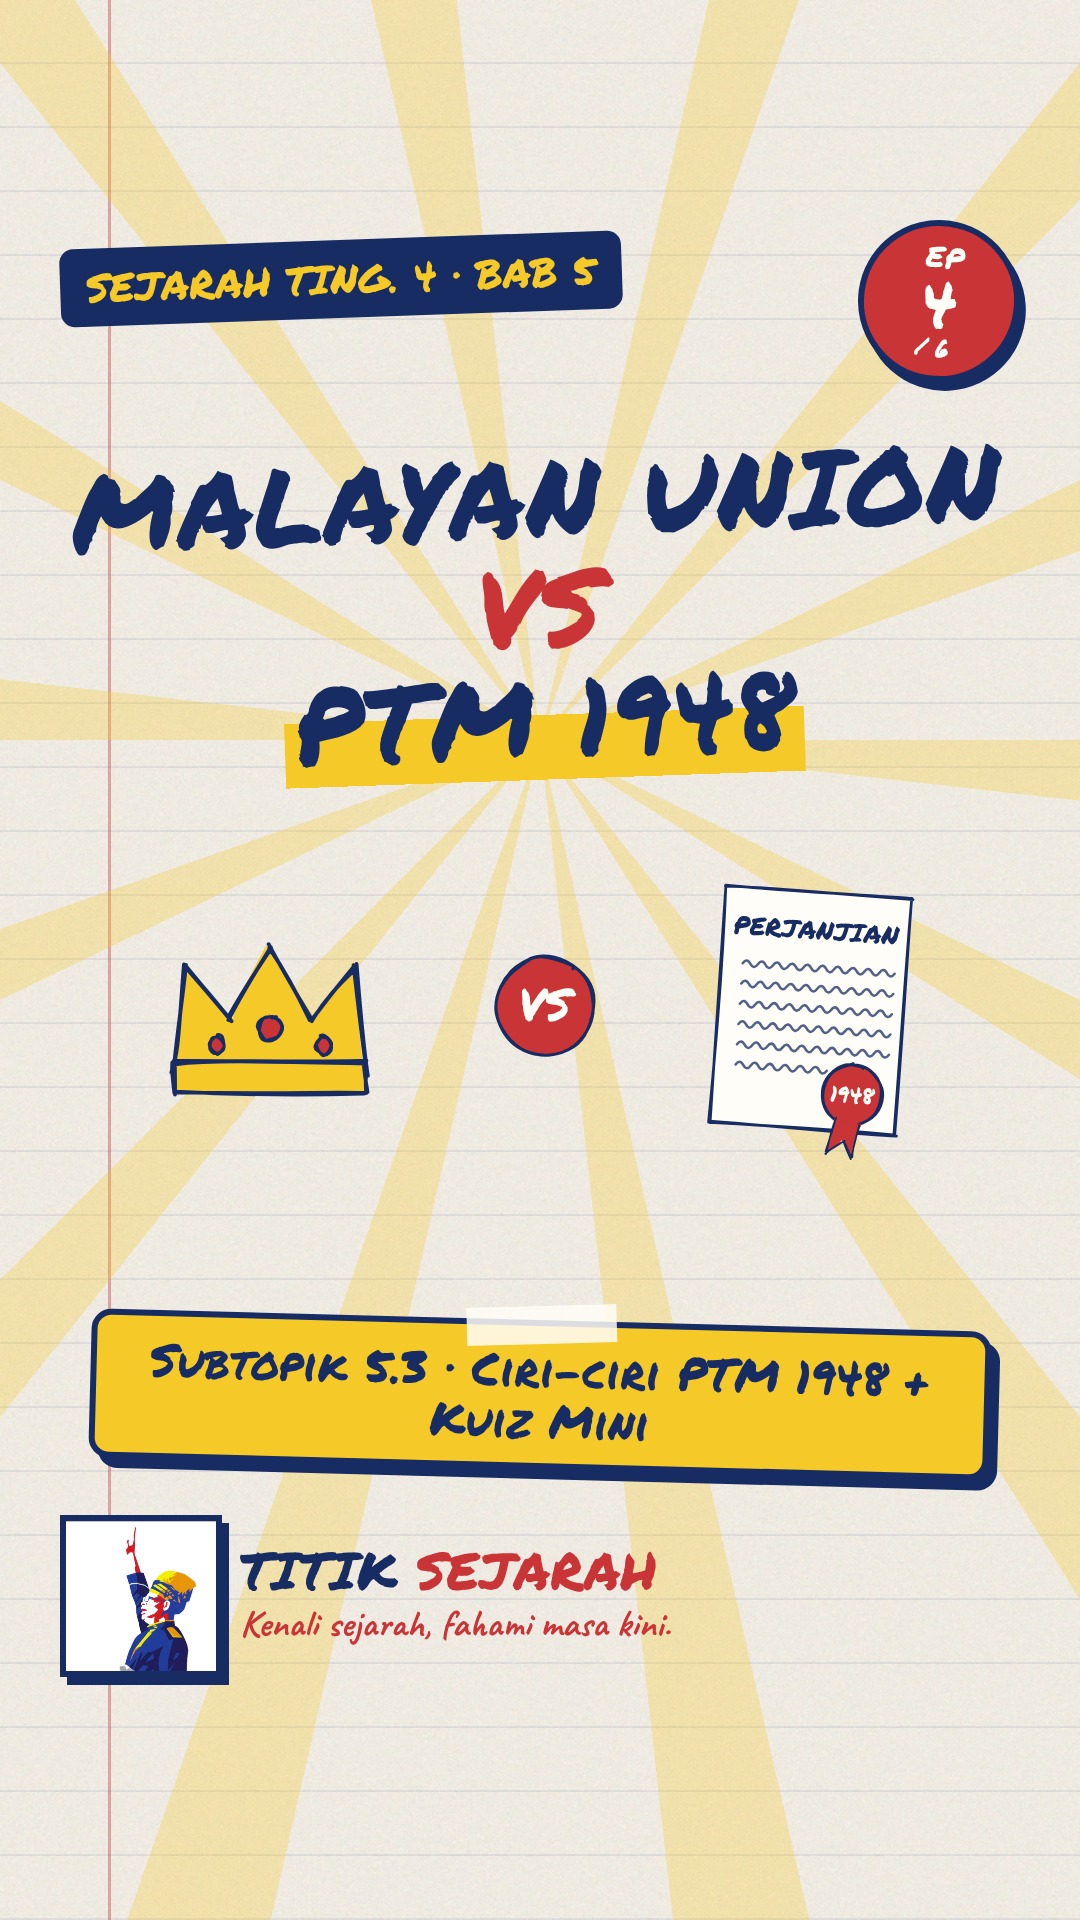 SEJARAH TING. 4 · BAB 5
EP
4
/ 6
MALAYAN UNION
VS
PTM 1948
PERJANJIAN
VS
1948
SUBTOPIK 5.3 · CIRI-CIRI PTM 1948 +
KUIZ MINI
TITIK SEJARAH
Kenali sejarah, fahami masa kini.